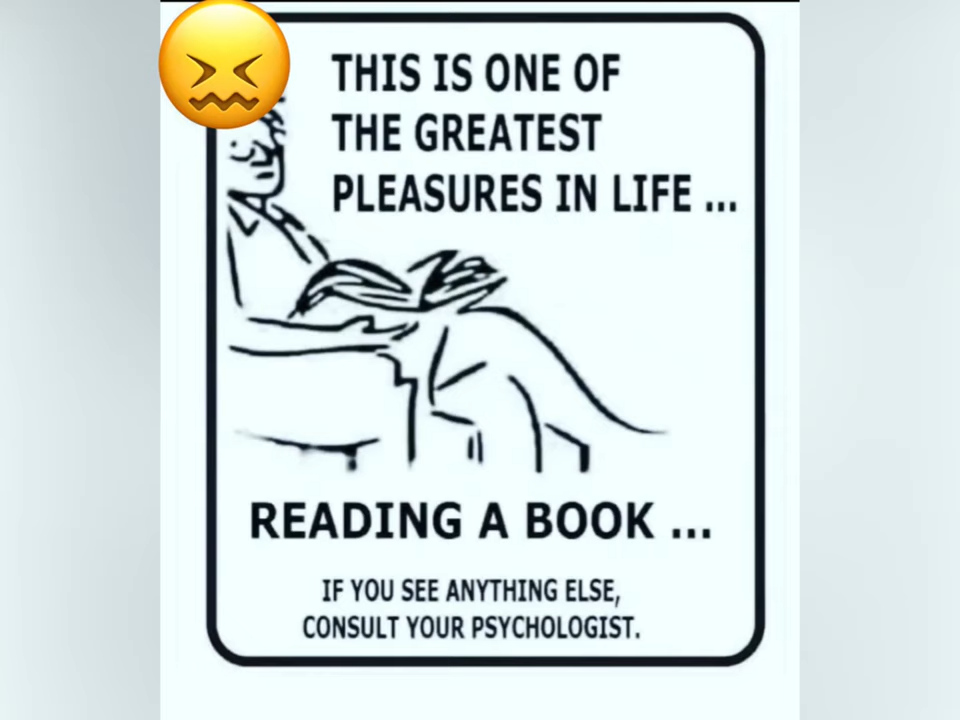 THIS IS ONE OF
THE GREATEST
PLEASURES IN LIFE ...
READING A BOOK ...
IF YOU SEE ANYTHING ELSE,
CONSULT YOUR PSYCHOLOGIST.